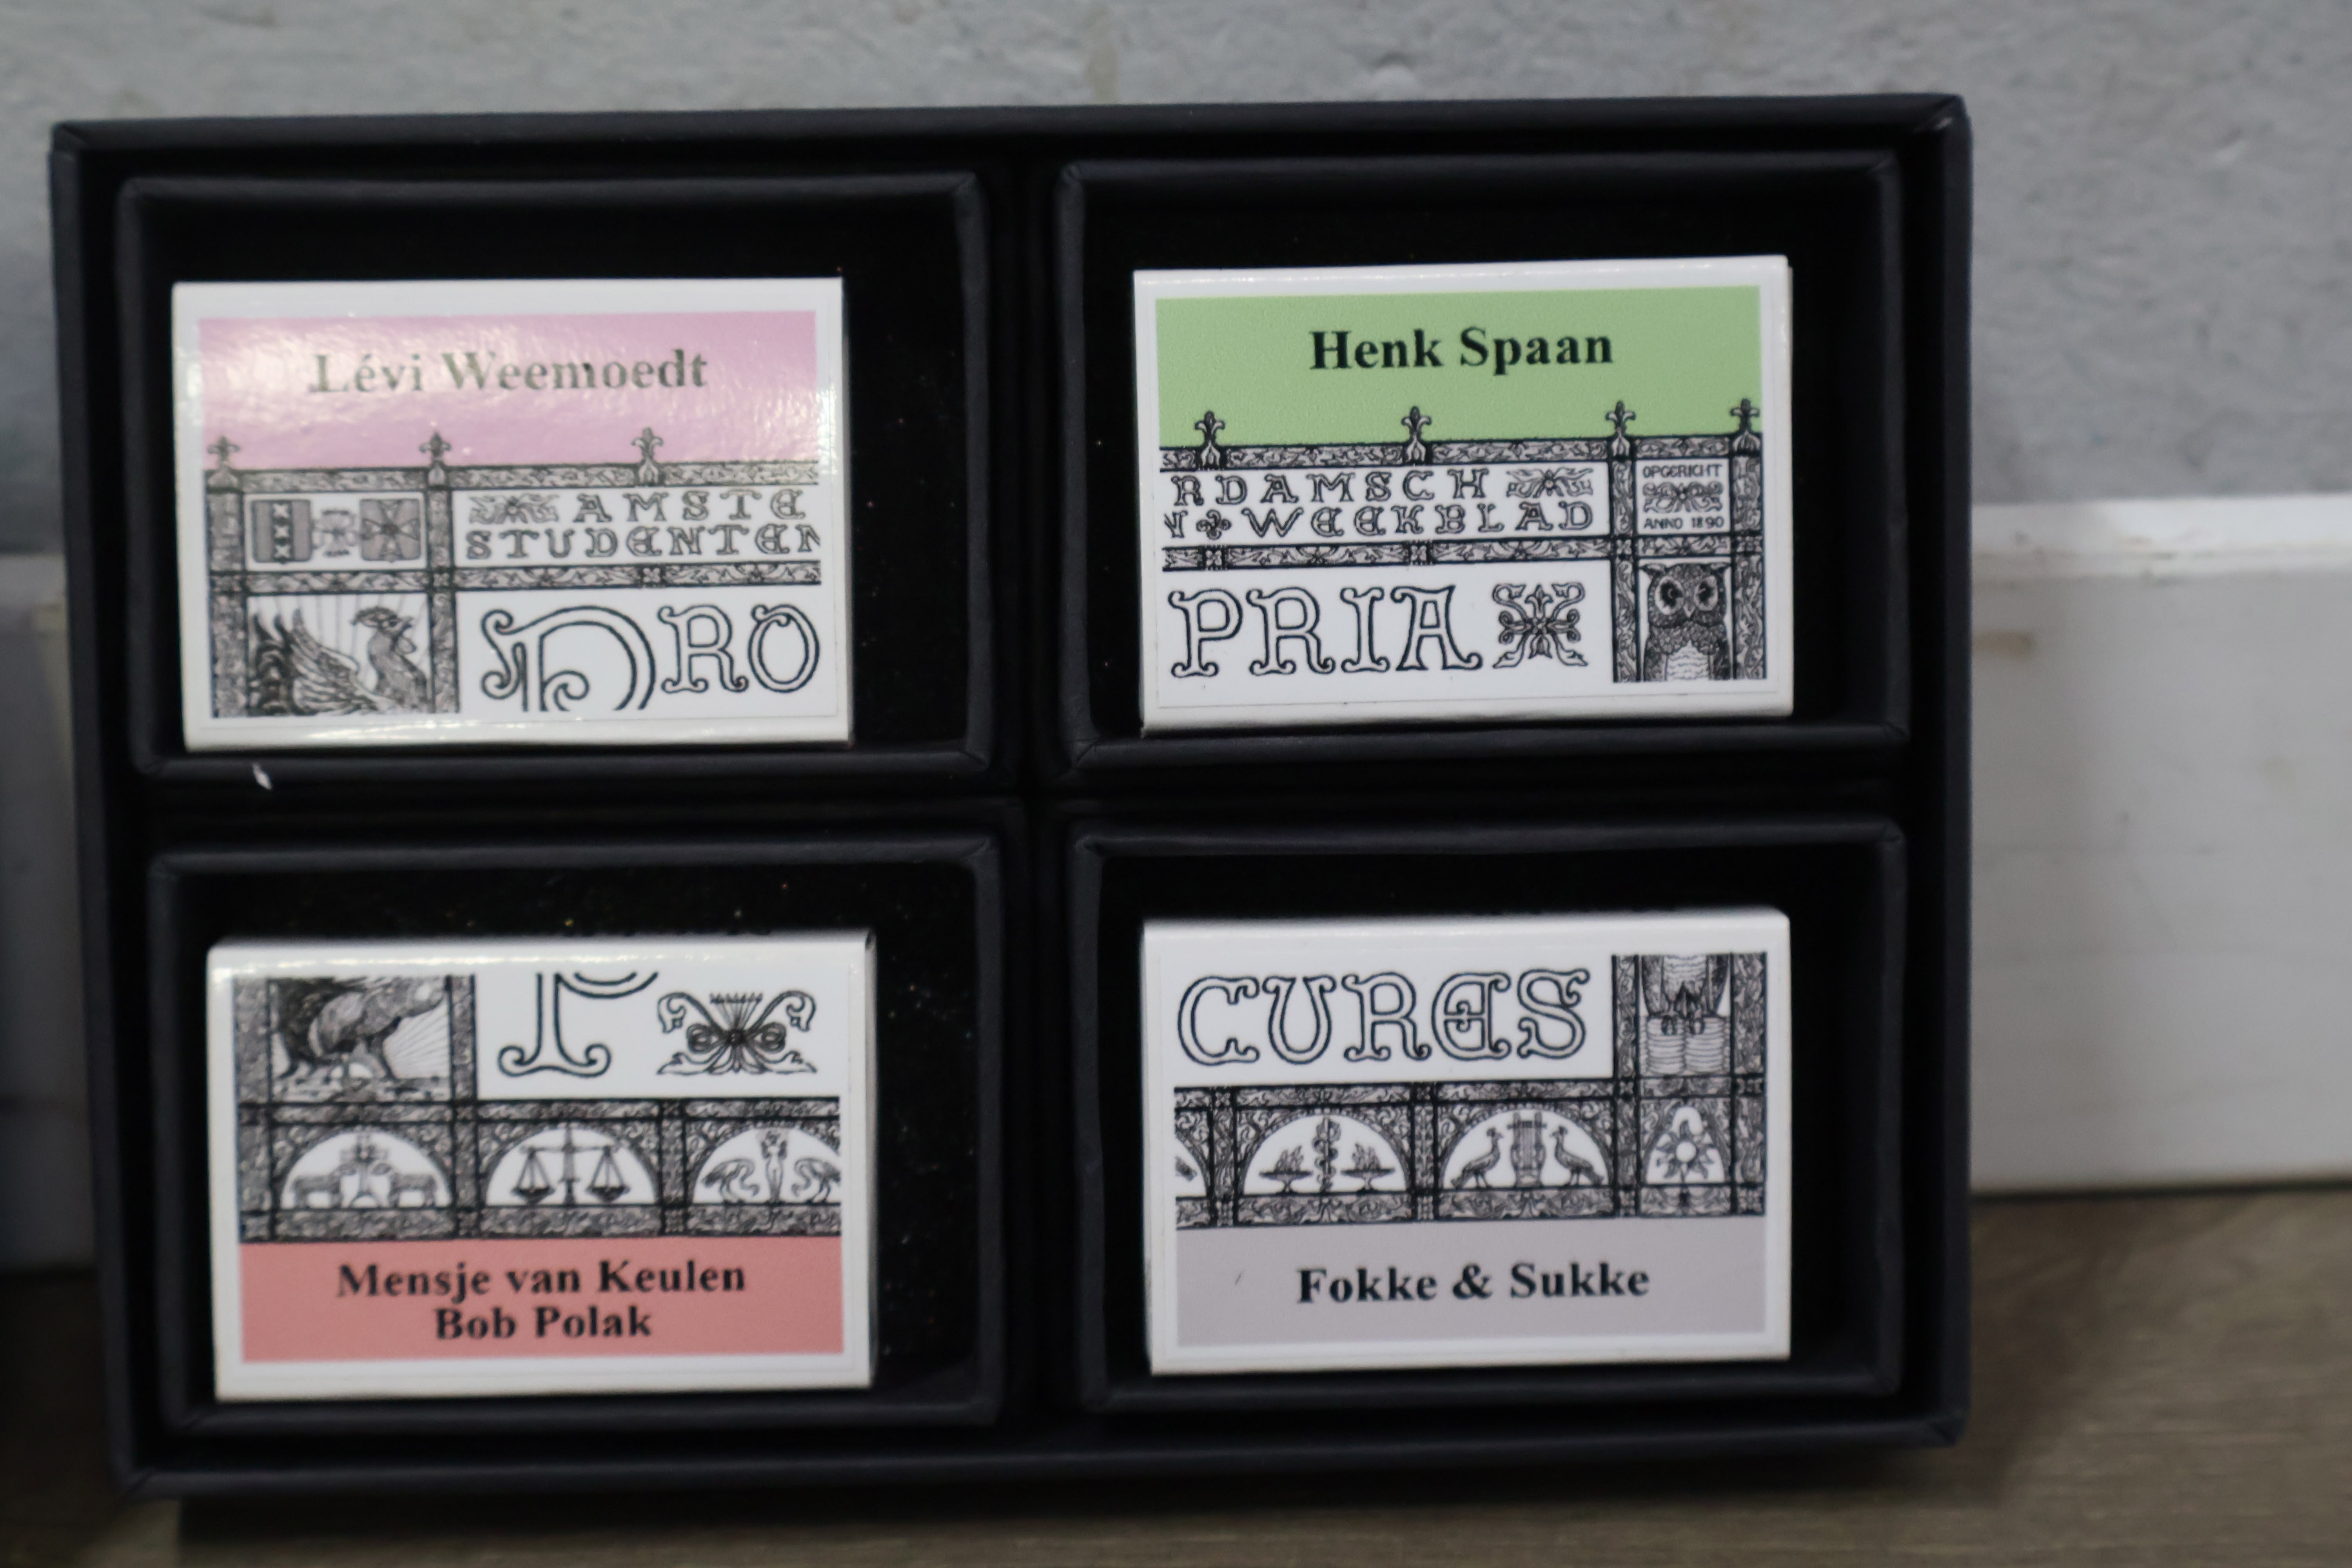 Lévi Weemoedt
AMSTE
STUDENTEN
PRO
Henk Spaan
RDAMSCH
N WEEKBLAD
OPGERICHT
ANNO 1890
PRIA
Mensje van Keulen
Bob Polak
CURES
Fokke & Sukke